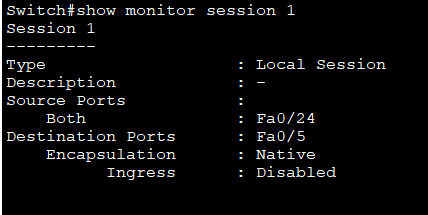 Switch#show monitor session 1
Session 1
---------
Type                   : Local Session
Description            : -
Source Ports           :
    Both               : Fa0/24
Destination Ports      : Fa0/5
    Encapsulation      : Native
          Ingress      : Disabled